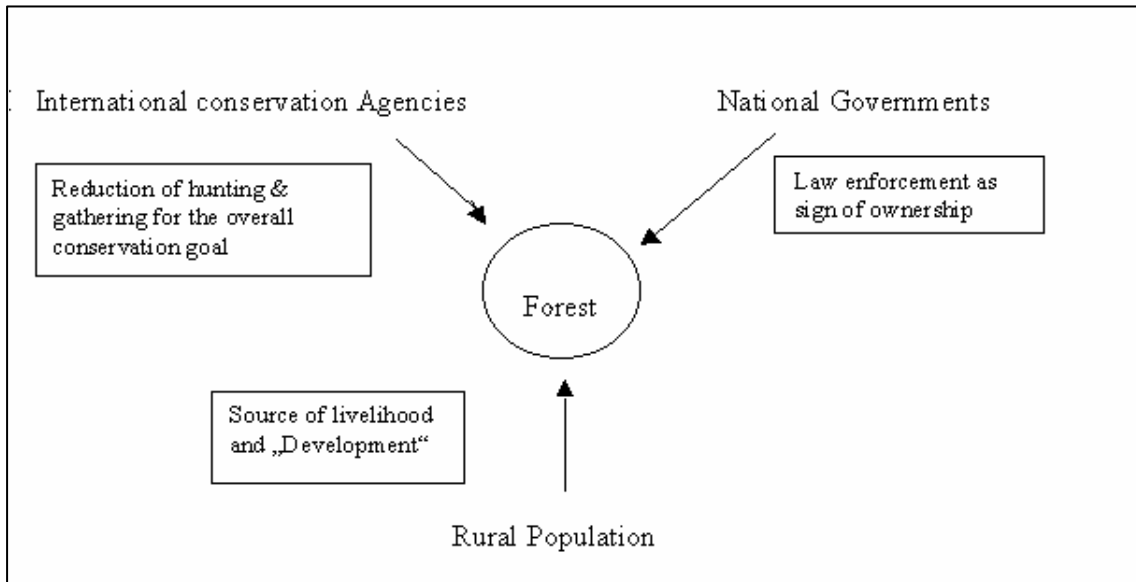 International conservation Agencies
National Governments
Reduction of hunting &
gathering for the overall
conservation goal
Law enforcement as
sign of ownership
Forest
Source of livelihood
and „Development“
Rural Population